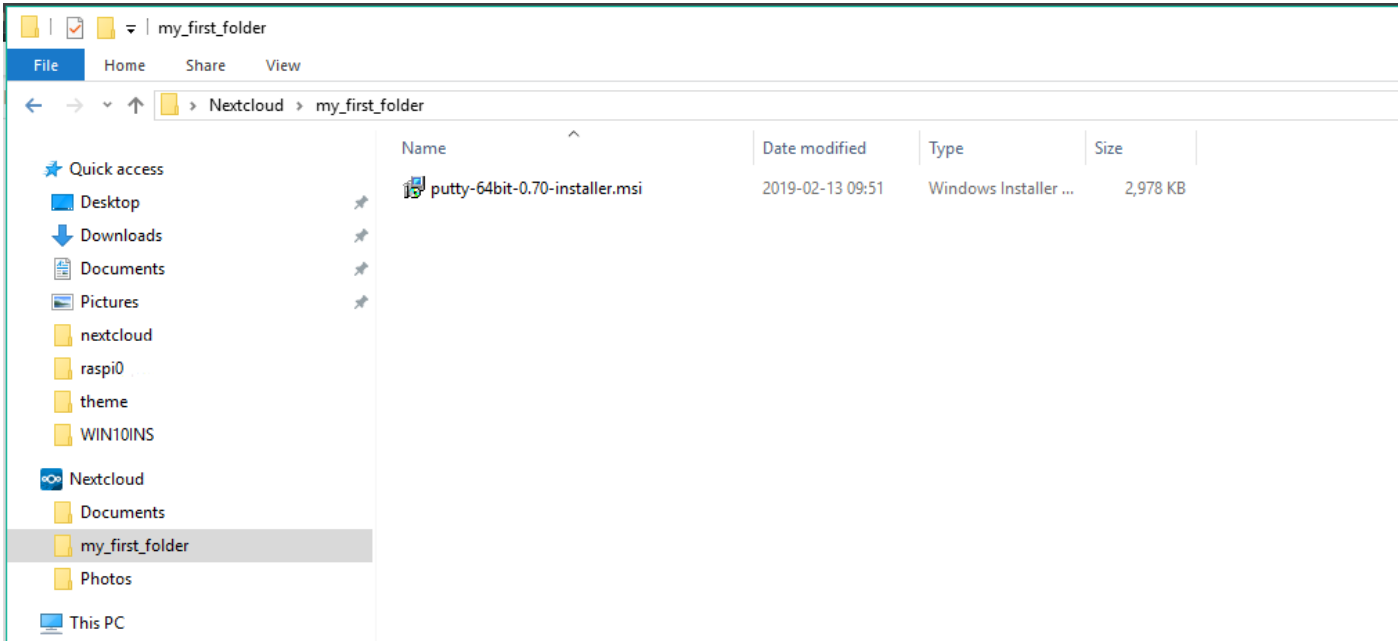 my_first_folder
File Home Share View
Nextcloud my_first_folder
Name Date modified Type Size
Quick access
putty-64bit-0.70-installer.msi 2019-02-13 09:51 Windows Installer ... 2,978 KB
Desktop
Downloads
Documents
Pictures
nextcloud
raspi0
theme
WIN10INS
Nextcloud
Documents
my_first_folder
Photos
This PC